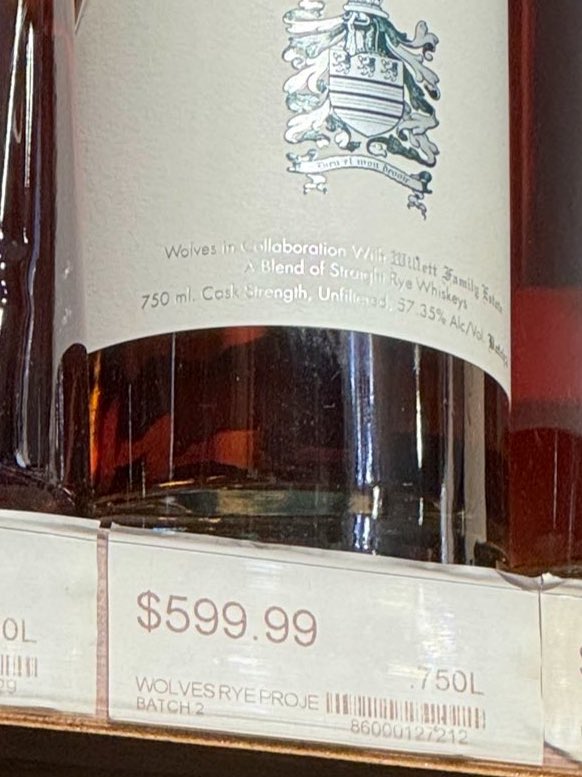 Wolves in Collaboration With Willett Family Estate
A Blend of Straight Rye Whiskeys
750 ml. Cask Strength, Unfiltered, 57.35% Alc/Vol.
0L
29
$599.99
.750L
WOLVES RYE PROJE
BATCH 2
86000127212